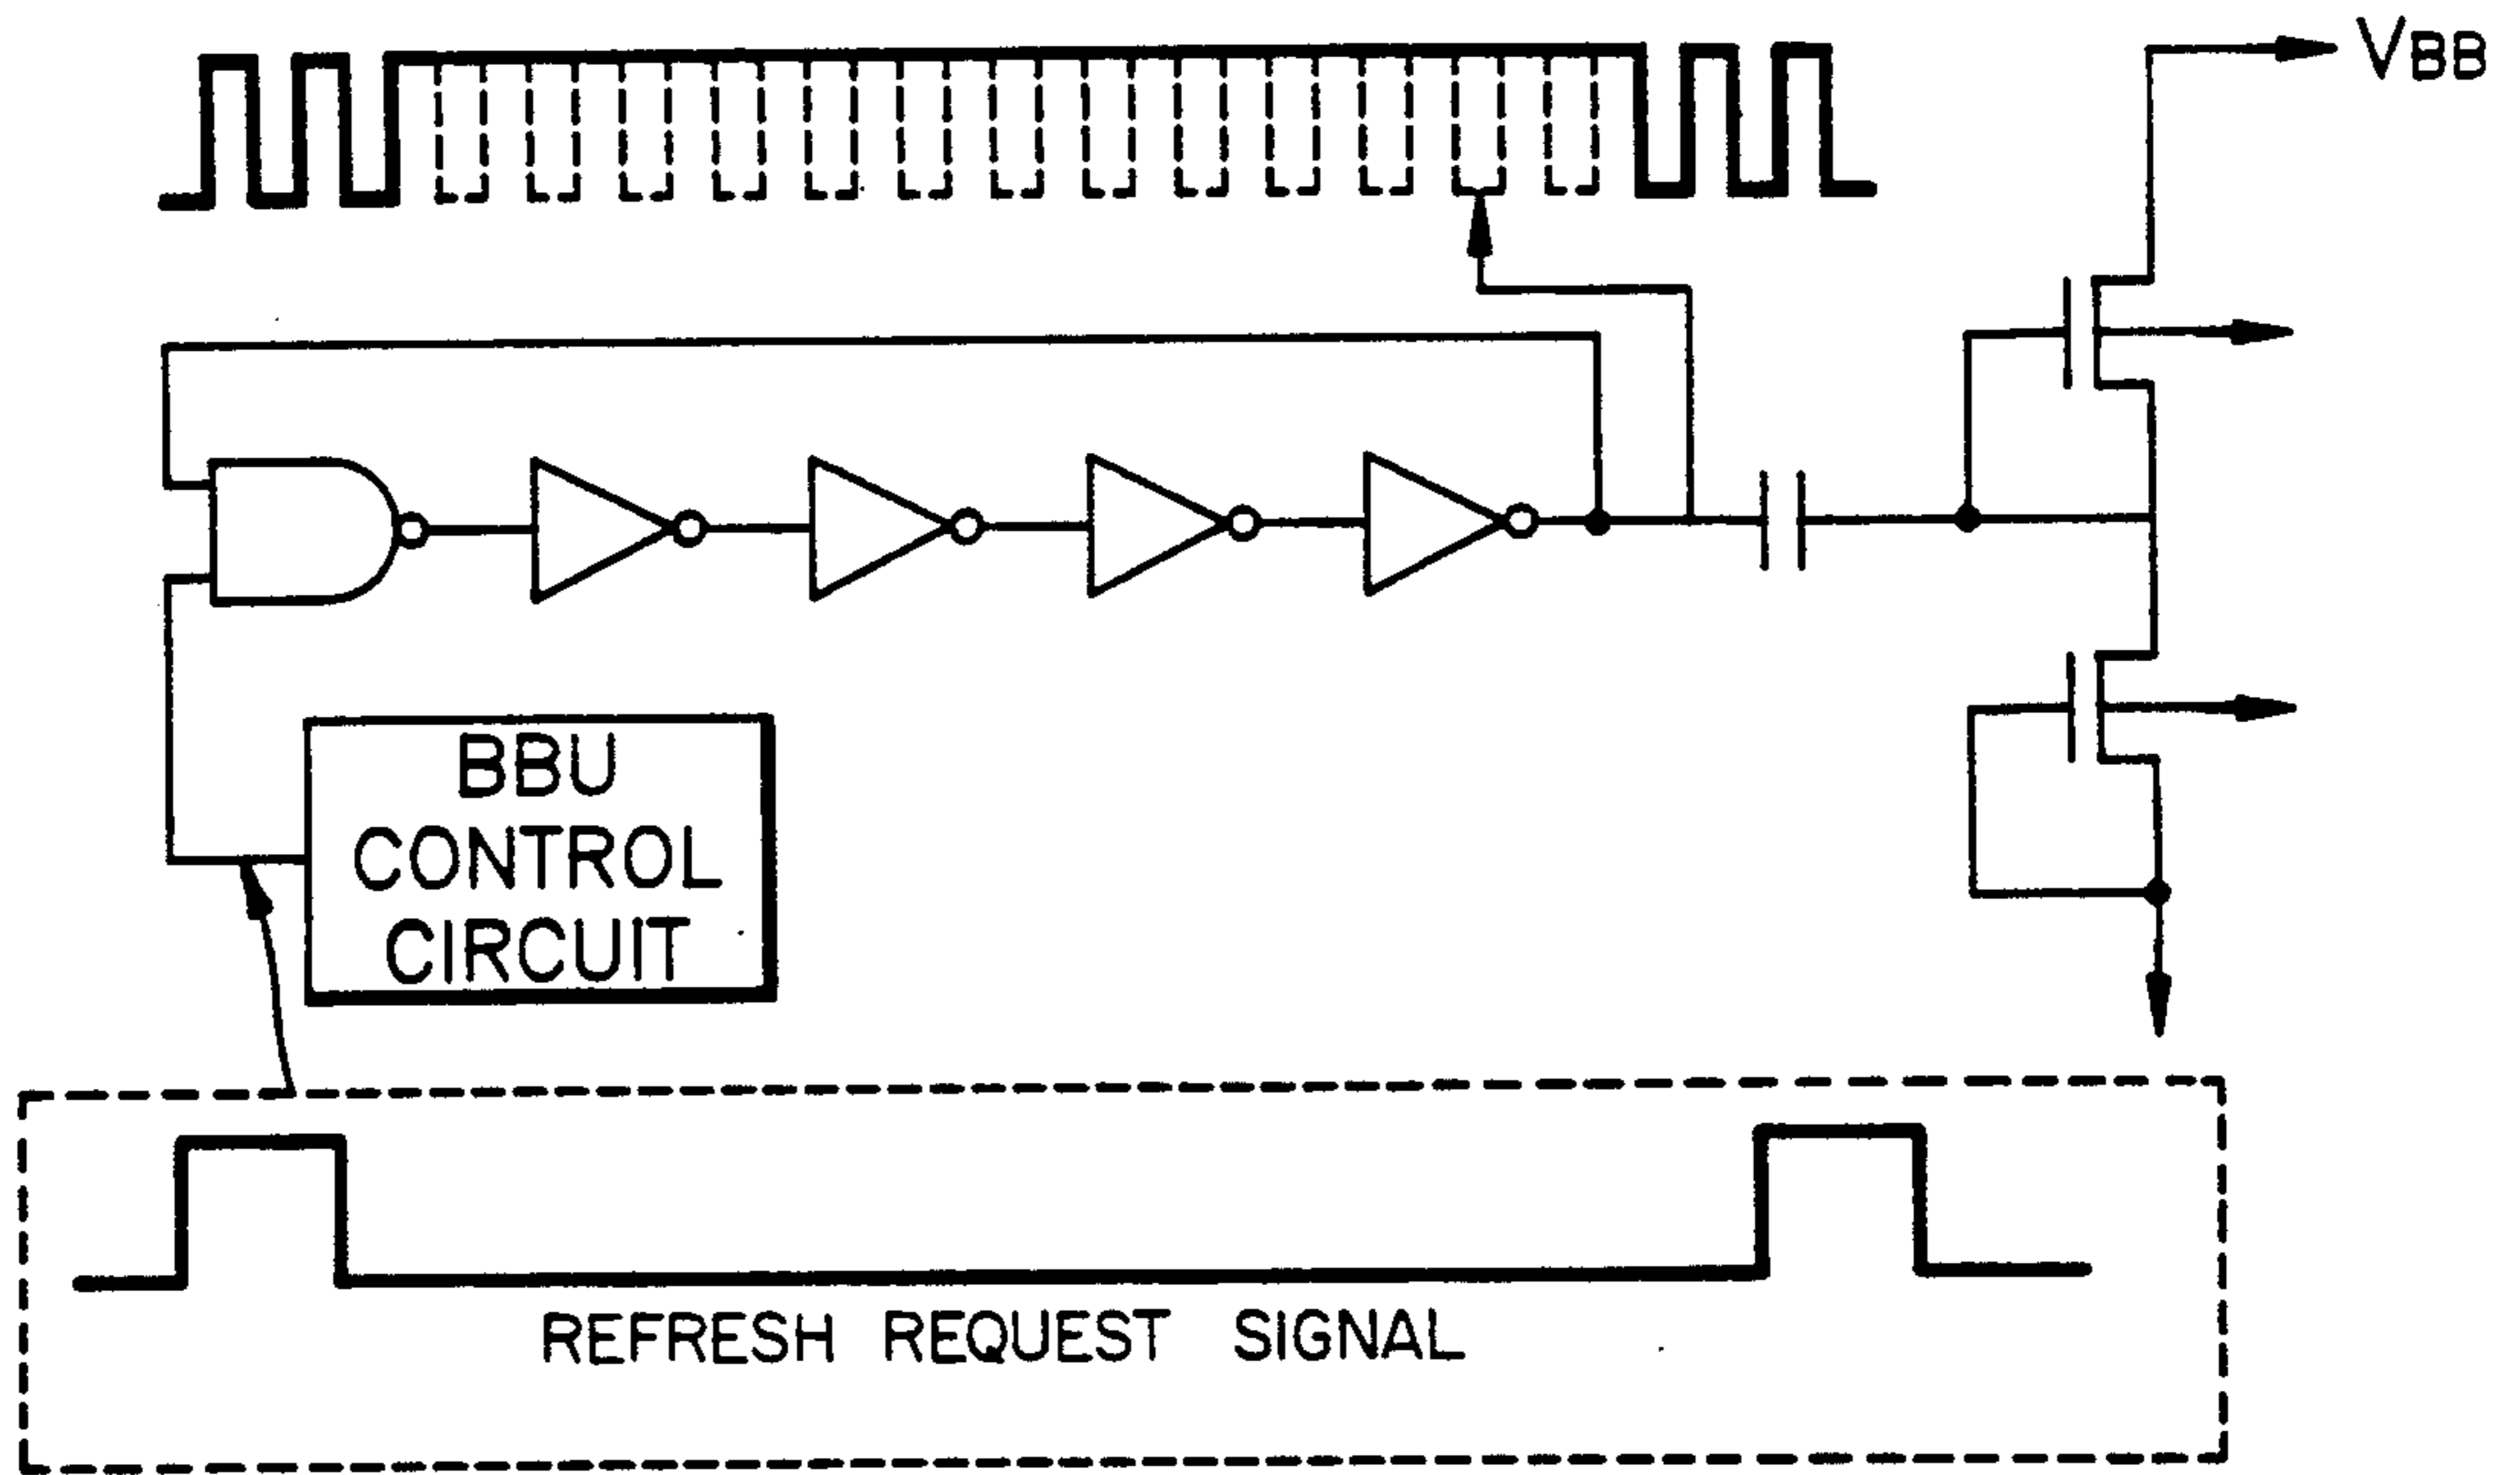 VBB
BBU
CONTROL
CIRCUIT
REFRESH REQUEST SIGNAL